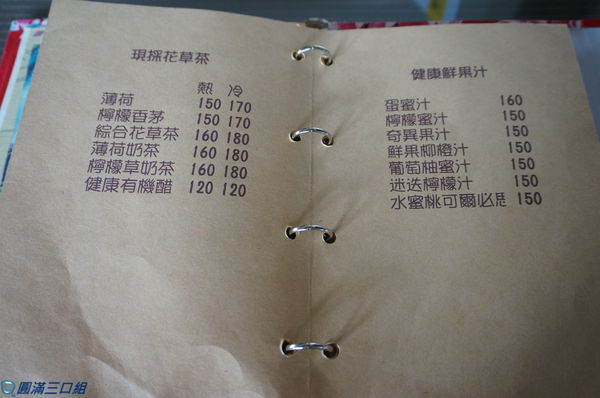 現採花草茶
熱 冷
薄荷 150 170
檸檬香茅 150 170
綜合花草茶 160 180
薄荷奶茶 160 180
檸檬草奶茶 160 180
健康有機醋 120 120
健康鮮果汁
蛋蜜汁 160
檸檬蜜汁 150
奇異果汁 150
鮮果柳橙汁 150
葡萄柚蜜汁 150
迷迭檸檬汁 150
水蜜桃可爾必思 150
圓滿三口組